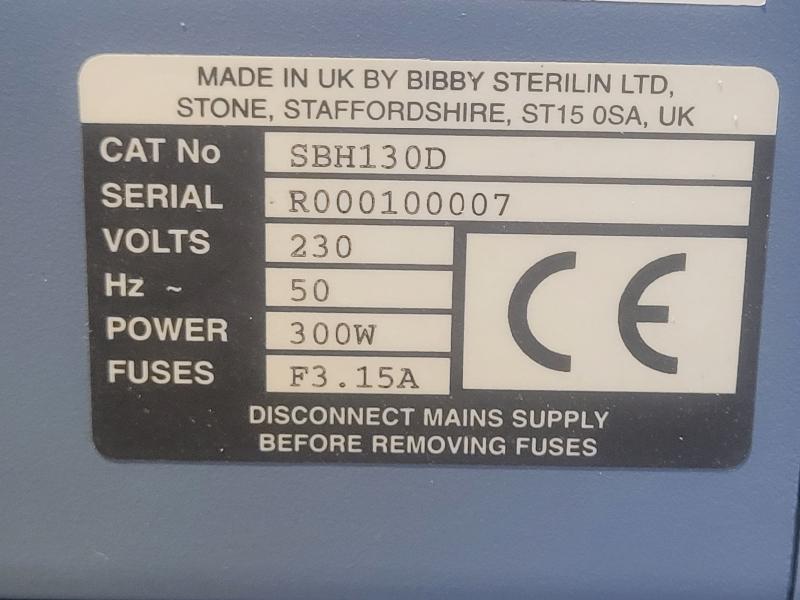 MADE IN UK BY BIBBY STERILIN LTD,
STONE, STAFFORDSHIRE, ST15 0SA, UK
CAT No SBH130D
SERIAL R000100007
VOLTS 230
Hz ~ 50
POWER 300W
FUSES F3.15A
CE
DISCONNECT MAINS SUPPLY
BEFORE REMOVING FUSES